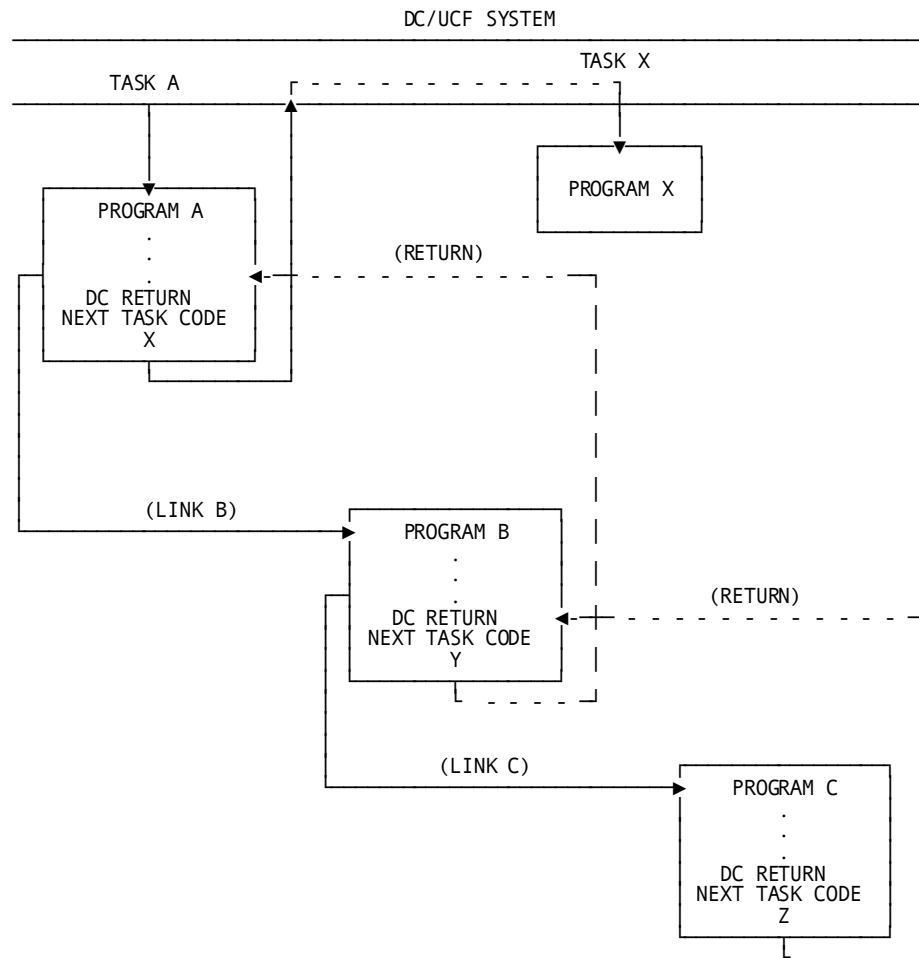 DC/UCF SYSTEM
TASK X
TASK A
PROGRAM X
PROGRAM A
.
.
.
DC RETURN
NEXT TASK CODE
X
(RETURN)
(LINK B)
PROGRAM B
.
.
.
DC RETURN
NEXT TASK CODE
Y
(RETURN)
(LINK C)
PROGRAM C
.
.
.
DC RETURN
NEXT TASK CODE
Z